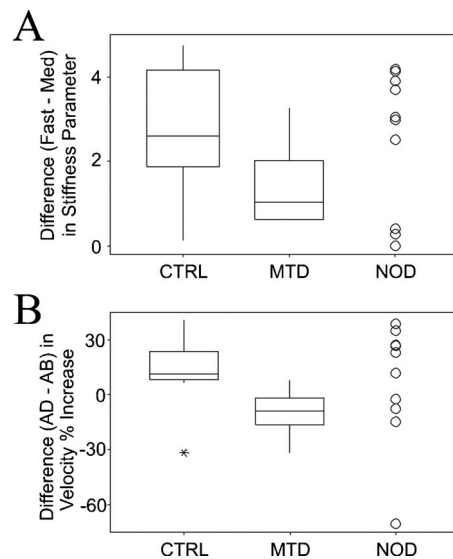 A
Difference (Fast - Med)
in Stiffness Parameter
4
2
0
CTRL MTD NOD
B
Difference (AD - AB) in
Velocity % Increase
30
0
-30
-60
*
CTRL MTD NOD